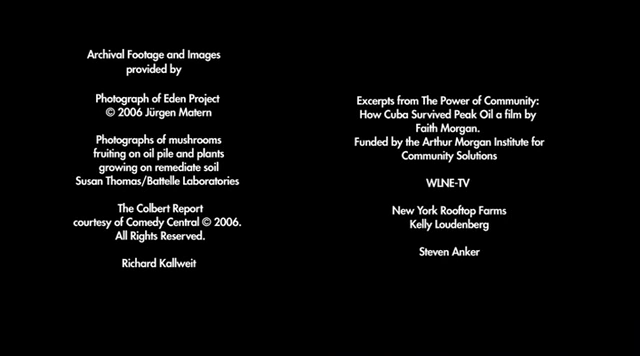 Archival Footage and Images
provided by
Photograph of Eden Project
© 2006 Jürgen Matern
Photographs of mushrooms
fruiting on oil pile and plants
growing on remediate soil
Susan Thomas/Battelle Laboratories
The Colbert Report
courtesy of Comedy Central © 2006.
All Rights Reserved.
Richard Kallweit
Excerpts from The Power of Community:
How Cuba Survived Peak Oil a film by
Faith Morgan.
Funded by the Arthur Morgan Institute for
Community Solutions
WLNE-TV
New York Rooftop Farms
Kelly Loudenberg
Steven Anker